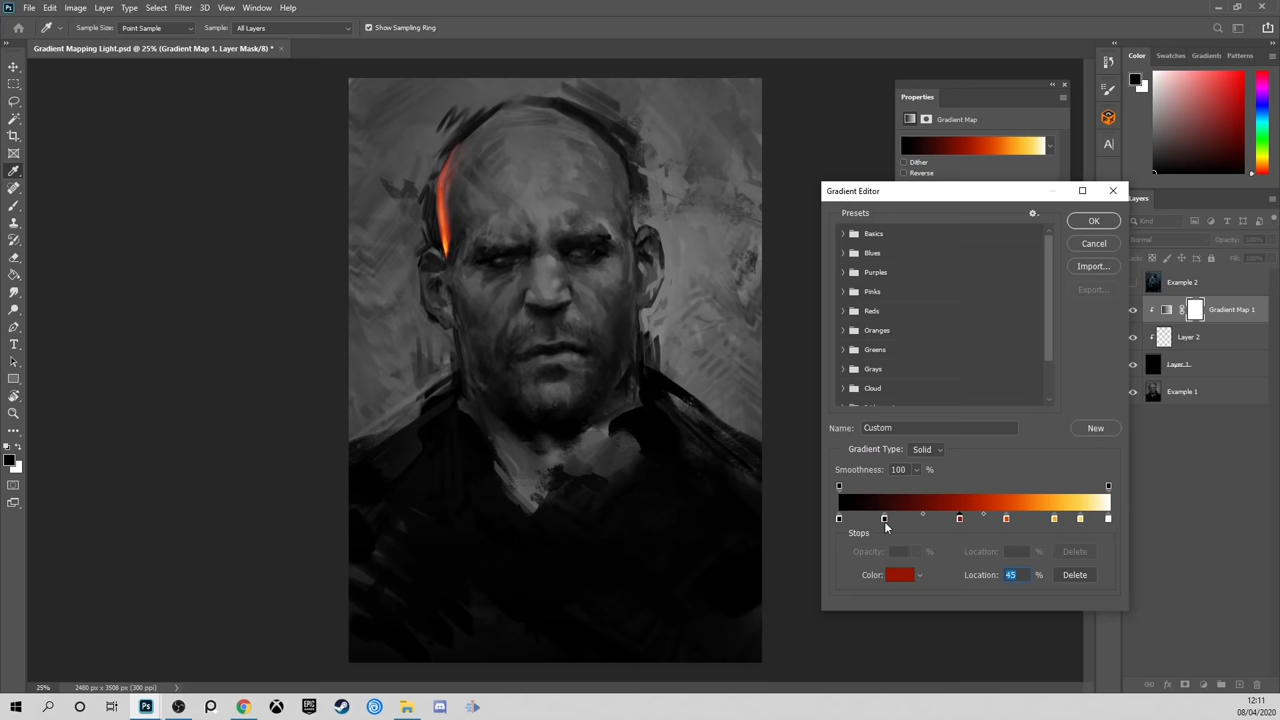 Ps File Edit Image Layer Type Select Filter 3D View Window Help
Sample Size: Point Sample Sample: All Layers Show Sampling Ring
Gradient Mapping Light.psd @ 25% (Gradient Map 1, Layer Mask/8) * ×
Color Swatches Gradients Patterns
Properties
Gradient Map
Dither
Reverse
Gradient Editor
Layers
Presets
OK
Kind
Basics
Normal Opacity: 100%
Cancel
Blues
Lock: Fill: 100%
Import...
Purples
Example 2
Export...
Pinks
Reds
Gradient Map 1
Oranges
Layer 2
Greens
Grays
Layer 1
Cloud
Example 1
Name: Custom New
Gradient Type: Solid
Smoothness: 100 %
Stops
Opacity: % Location: % Delete
Color: Location: 45 % Delete
25% 2480 px x 3508 px (300 ppi)
Ps EPIC GAMES
12:11
08/04/2020